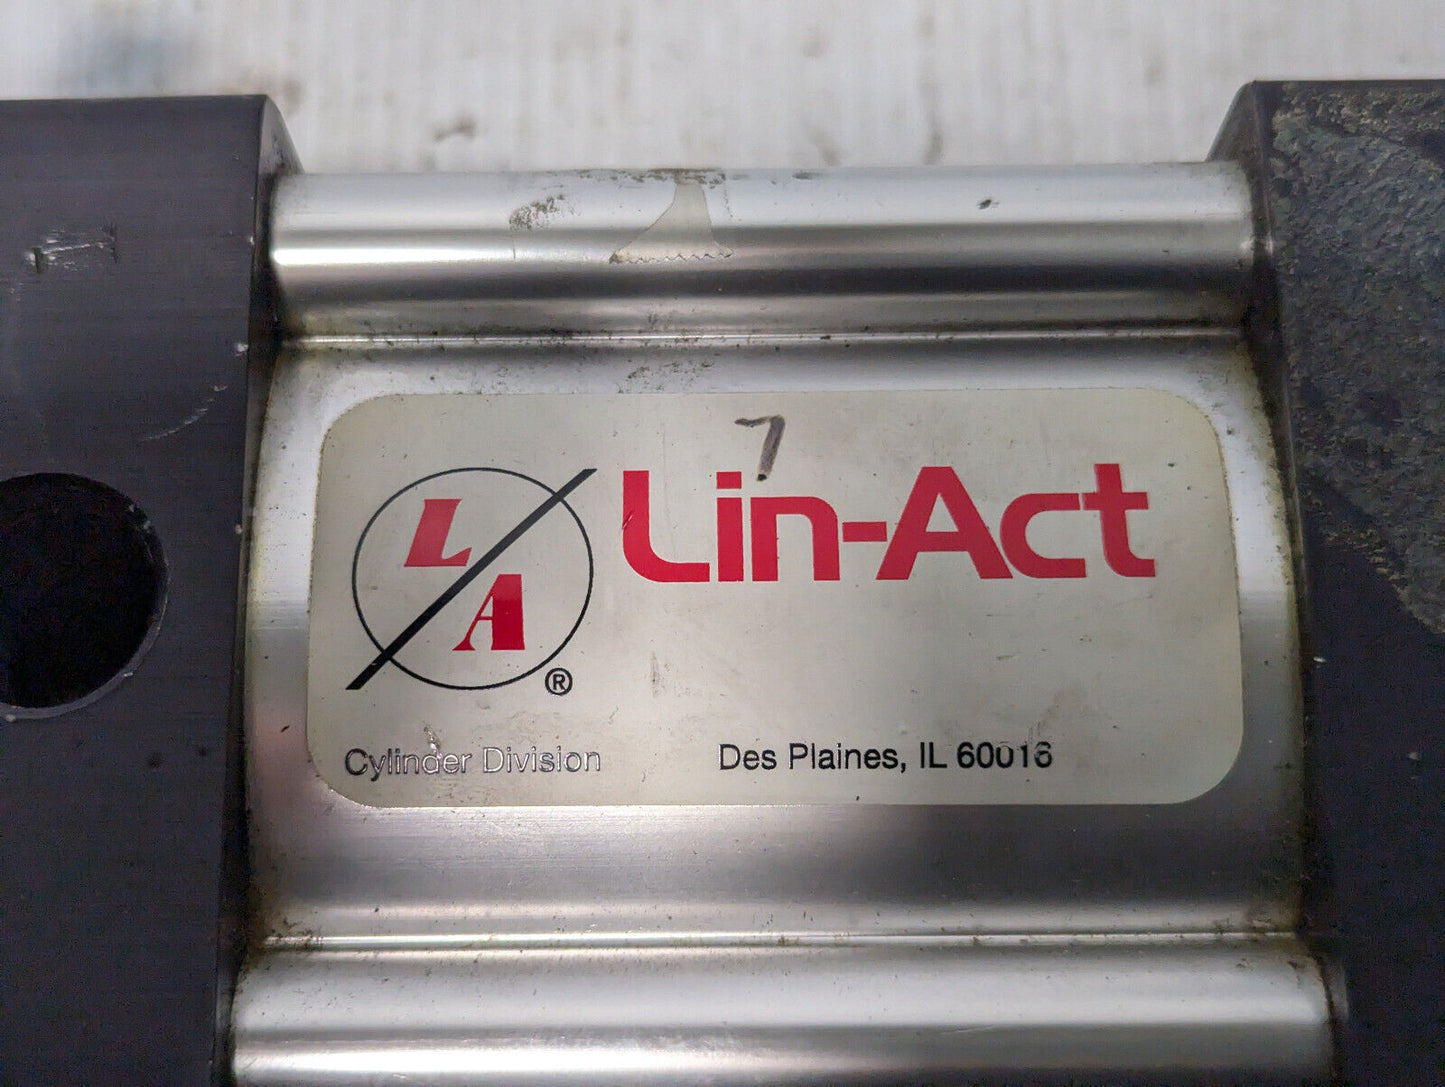 7
L
A
®
Lin-Act
Cylinder Division
Des Plaines, IL 60016